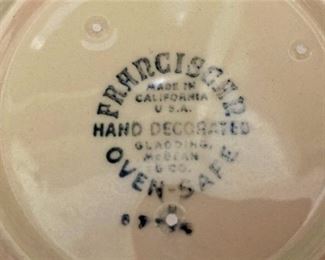 FRANCISCAN
MADE IN
CALIFORNIA
U.S.A.
HAND DECORATED
GLADDING,
McBEAN
& CO.
OVEN-SAFE